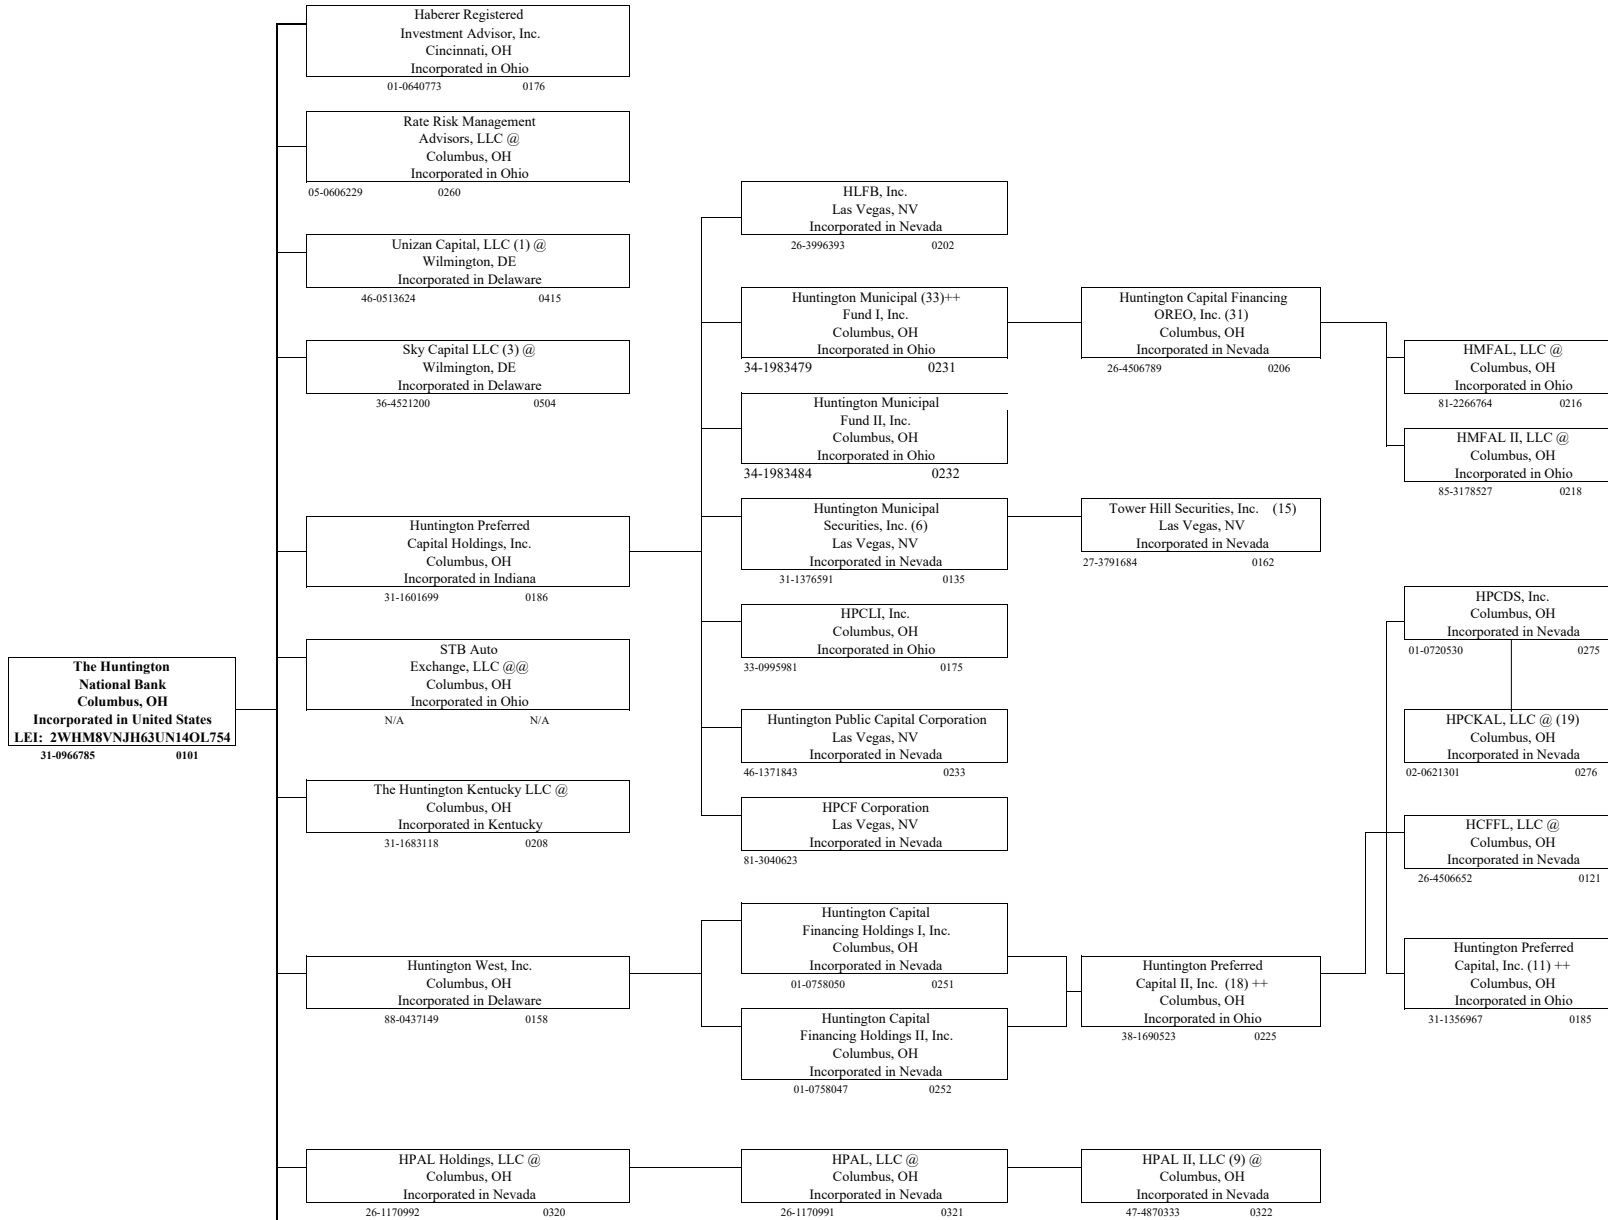 Haberer Registered
Investment Advisor, Inc.
Cincinnati, OH
Incorporated in Ohio
01-0640773 0176
Rate Risk Management
Advisors, LLC @
Columbus, OH
Incorporated in Ohio
05-0606229 0260
Unizan Capital, LLC (1) @
Wilmington, DE
Incorporated in Delaware
46-0513624 0415
Sky Capital LLC (3) @
Wilmington, DE
Incorporated in Delaware
36-4521200 0504
Huntington Preferred
Capital Holdings, Inc.
Columbus, OH
Incorporated in Indiana
31-1601699 0186
STB Auto
Exchange, LLC @@
Columbus, OH
Incorporated in Ohio
N/A N/A
The Huntington
National Bank
Columbus, OH
Incorporated in United States
LEI: 2WHM8VNJH63UN14OL754
31-0966785 0101
The Huntington Kentucky LLC @
Columbus, OH
Incorporated in Kentucky
31-1683118 0208
Huntington West, Inc.
Columbus, OH
Incorporated in Delaware
88-0437149 0158
HPAL Holdings, LLC @
Columbus, OH
Incorporated in Nevada
26-1170992 0320
HLFB, Inc.
Las Vegas, NV
Incorporated in Nevada
26-3996393 0202
Huntington Municipal (33)++
Fund I, Inc.
Columbus, OH
Incorporated in Ohio
34-1983479 0231
Huntington Municipal
Fund II, Inc.
Columbus, OH
Incorporated in Ohio
34-1983484 0232
Huntington Municipal
Securities, Inc. (6)
Las Vegas, NV
Incorporated in Nevada
31-1376591 0135
HPCLI, Inc.
Columbus, OH
Incorporated in Ohio
33-0995981 0175
Huntington Public Capital Corporation
Las Vegas, NV
Incorporated in Nevada
46-1371843 0233
HPCF Corporation
Las Vegas, NV
Incorporated in Nevada
81-3040623
Huntington Capital
Financing Holdings I, Inc.
Columbus, OH
Incorporated in Nevada
01-0758050 0251
Huntington Capital
Financing Holdings II, Inc.
Columbus, OH
Incorporated in Nevada
01-0758047 0252
HPAL, LLC @
Columbus, OH
Incorporated in Nevada
26-1170991 0321
Huntington Capital Financing
OREO, Inc. (31)
Columbus, OH
Incorporated in Nevada
26-4506789 0206
Tower Hill Securities, Inc. (15)
Las Vegas, NV
Incorporated in Nevada
27-3791684 0162
Huntington Preferred
Capital II, Inc. (18) ++
Columbus, OH
Incorporated in Ohio
38-1690523 0225
HPAL II, LLC (9) @
Columbus, OH
Incorporated in Nevada
47-4870333 0322
HMFAL, LLC @
Columbus, OH
Incorporated in Ohio
81-2266764 0216
HMFAL II, LLC @
Columbus, OH
Incorporated in Ohio
85-3178527 0218
HPCDS, Inc.
Columbus, OH
Incorporated in Nevada
01-0720530 0275
HPCKAL, LLC @ (19)
Columbus, OH
Incorporated in Nevada
02-0621301 0276
HCFFL, LLC @
Columbus, OH
Incorporated in Nevada
26-4506652 0121
Huntington Preferred
Capital, Inc. (11) ++
Columbus, OH
Incorporated in Ohio
31-1356967 0185